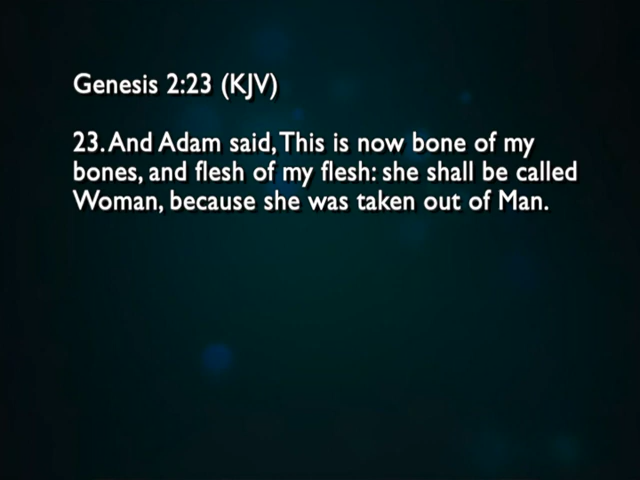 Genesis 2:23 (KJV)
23. And Adam said, This is now bone of my
bones, and flesh of my flesh: she shall be called
Woman, because she was taken out of Man.